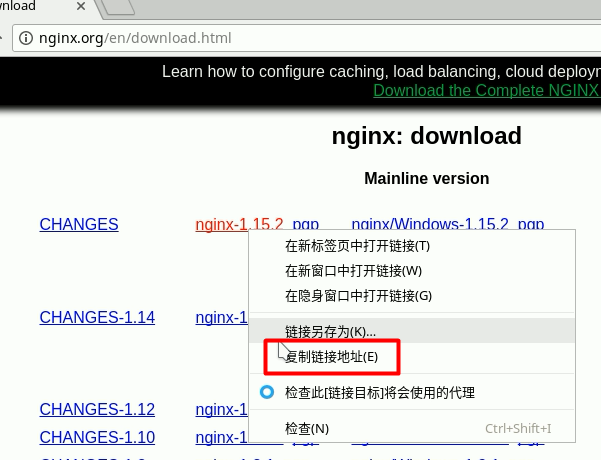 wnload
nginx.org/en/download.html
Learn how to configure caching, load balancing, cloud deploym
Download the Complete NGINX
nginx: download
Mainline version
CHANGES nginx-1.15.2 pgp nginx/Windows-1.15.2 pgp
在新标签页中打开链接(T)
在新窗口中打开链接(W)
在隐身窗口中打开链接(G)
CHANGES-1.14 nginx-1
链接另存为(K)...
复制链接地址(E)
检查此[链接目标]将会使用的代理
CHANGES-1.12 nginx-1
检查(N) Ctrl+Shift+I
CHANGES-1.10 nginx-1